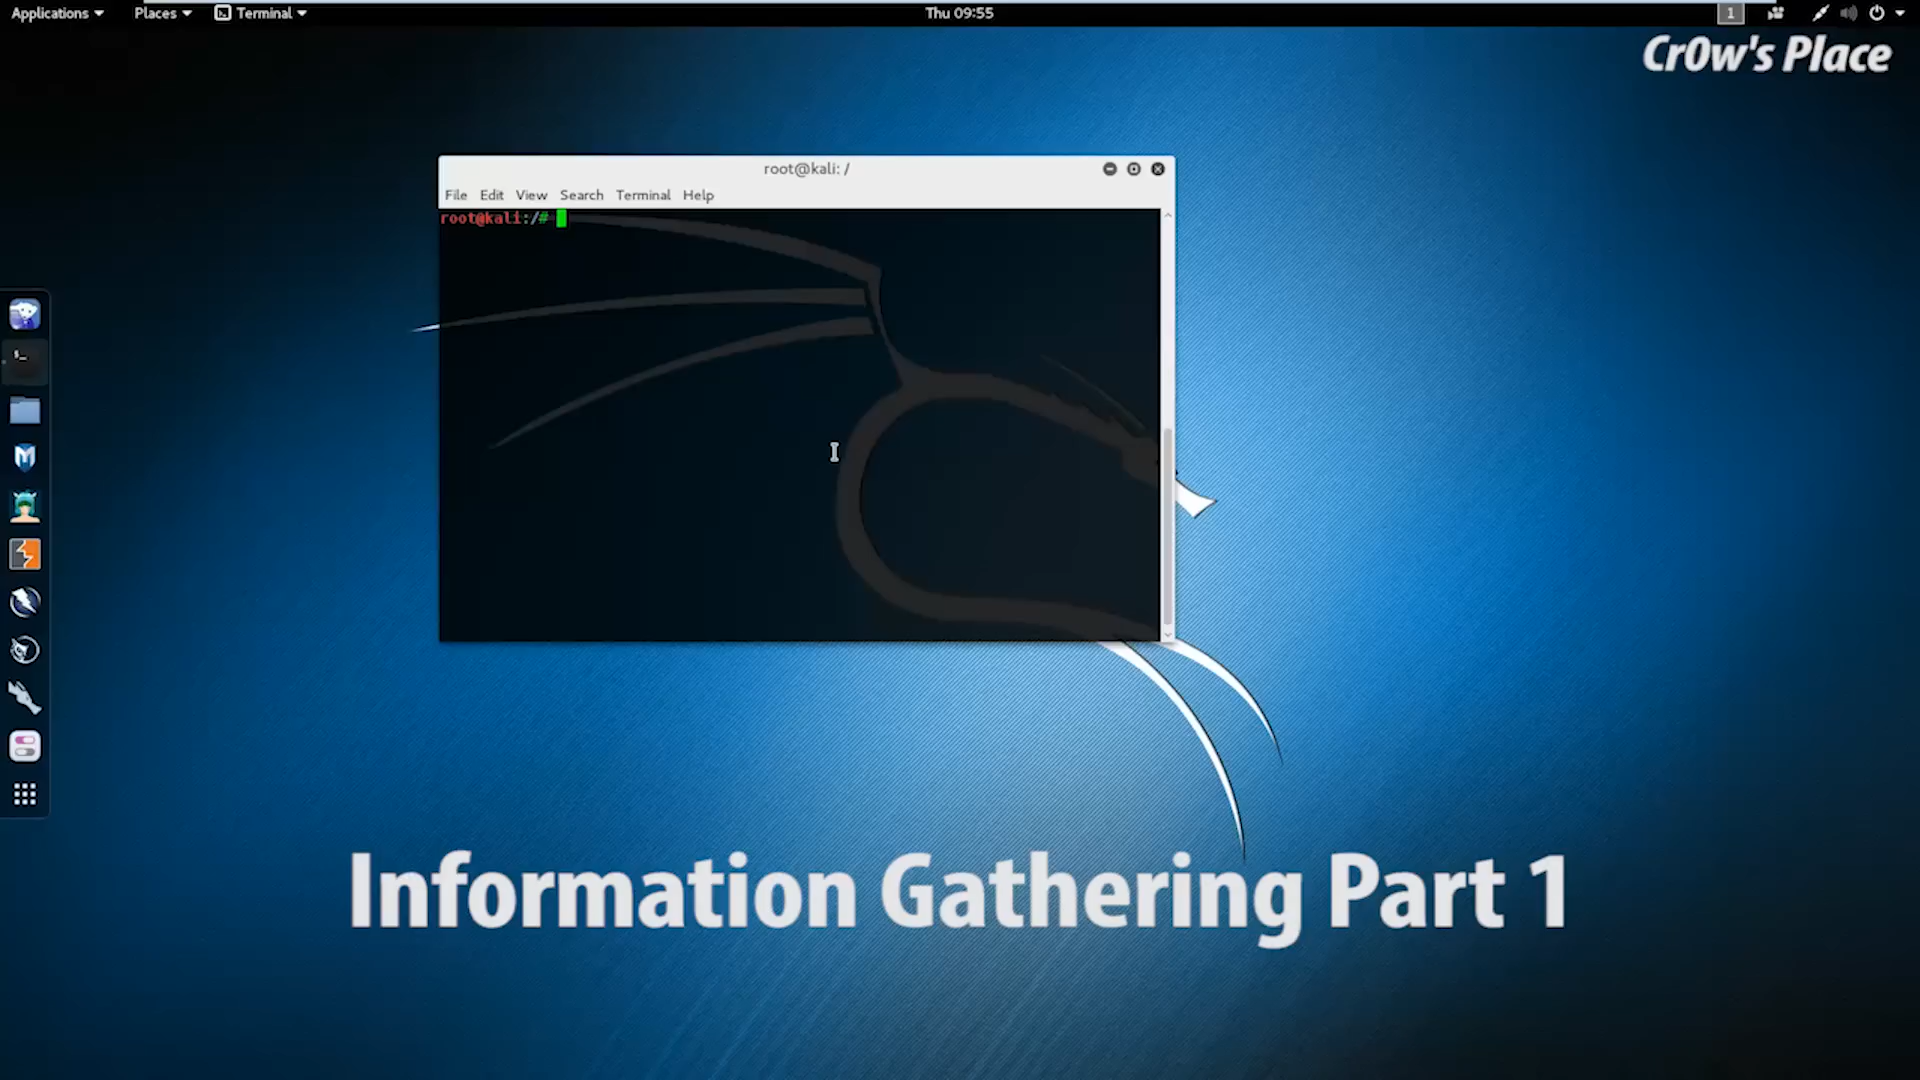 Applications Places Terminal Thu 09:55 1
Cr0w's Place
root@kali: /
File Edit View Search Terminal Help
root@kali:/#
Information Gathering Part 1